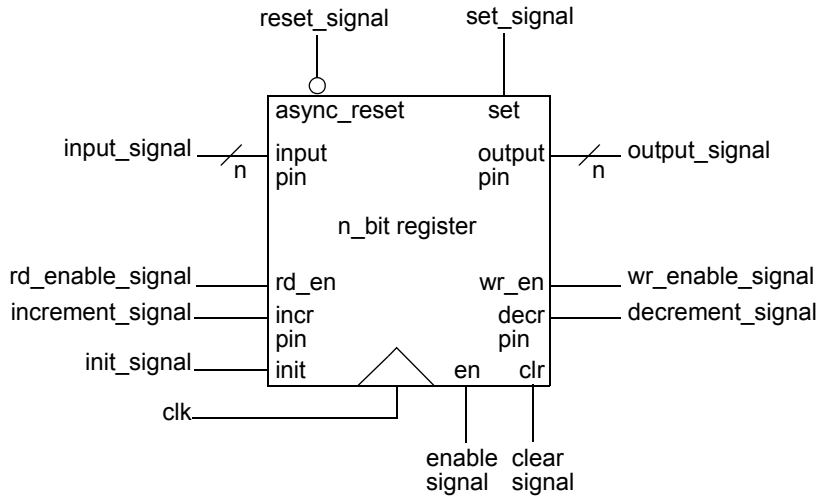 reset_signal
set_signal
async_reset
set
input_signal
n
input
pin
output
pin
n
output_signal
n_bit register
rd_enable_signal
rd_en
wr_en
wr_enable_signal
increment_signal
incr
pin
decr
pin
decrement_signal
init_signal
init
en
clr
clk
enable
signal
clear
signal